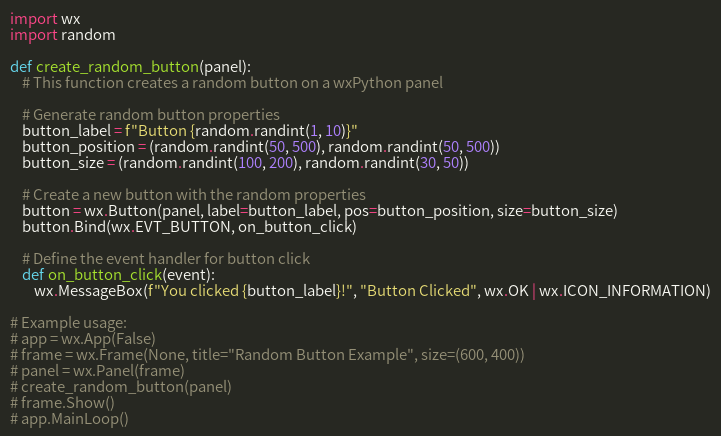 import wx
import random

def create_random_button(panel):
    # This function creates a random button on a wxPython panel

    # Generate random button properties
    button_label = f"Button {random.randint(1, 10)}"
    button_position = (random.randint(50, 500), random.randint(50, 500))
    button_size = (random.randint(100, 200), random.randint(30, 50))

    # Create a new button with the random properties
    button = wx.Button(panel, label=button_label, pos=button_position, size=button_size)
    button.Bind(wx.EVT_BUTTON, on_button_click)

    # Define the event handler for button click
    def on_button_click(event):
        wx.MessageBox(f"You clicked {button_label}!", "Button Clicked", wx.OK | wx.ICON_INFORMATION)

# Example usage:
# app = wx.App(False)
# frame = wx.Frame(None, title="Random Button Example", size=(600, 400))
# panel = wx.Panel(frame)
# create_random_button(panel)
# frame.Show()
# app.MainLoop()